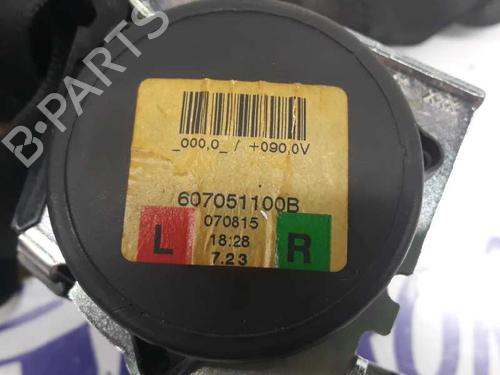 _000,0_ / +090,0V
607051100B
070815
L
18:28
R
7.23
B-PARTS